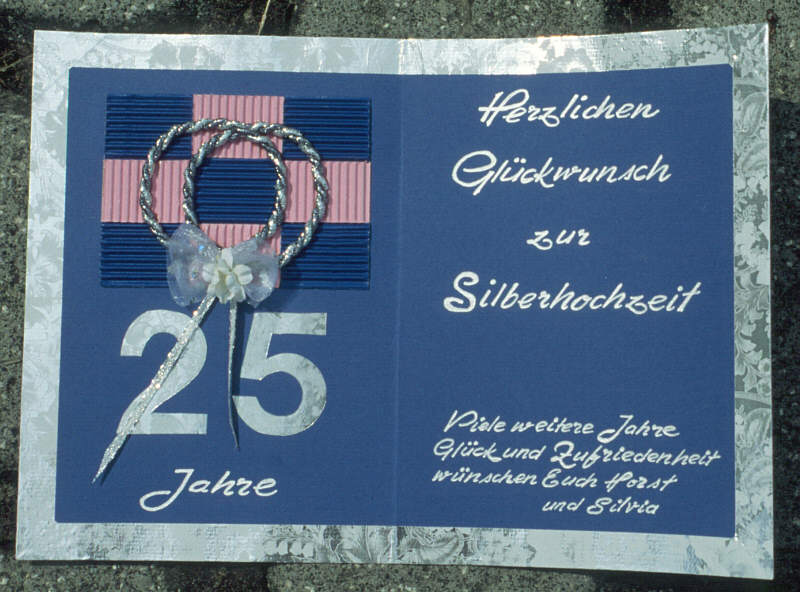 25
Jahre
Herzlichen
Glückwunsch
zur
Silberhochzeit
Viele weitere Jahre
Glück und Zufriedenheit
wünschen Euch Horst
und Silvia